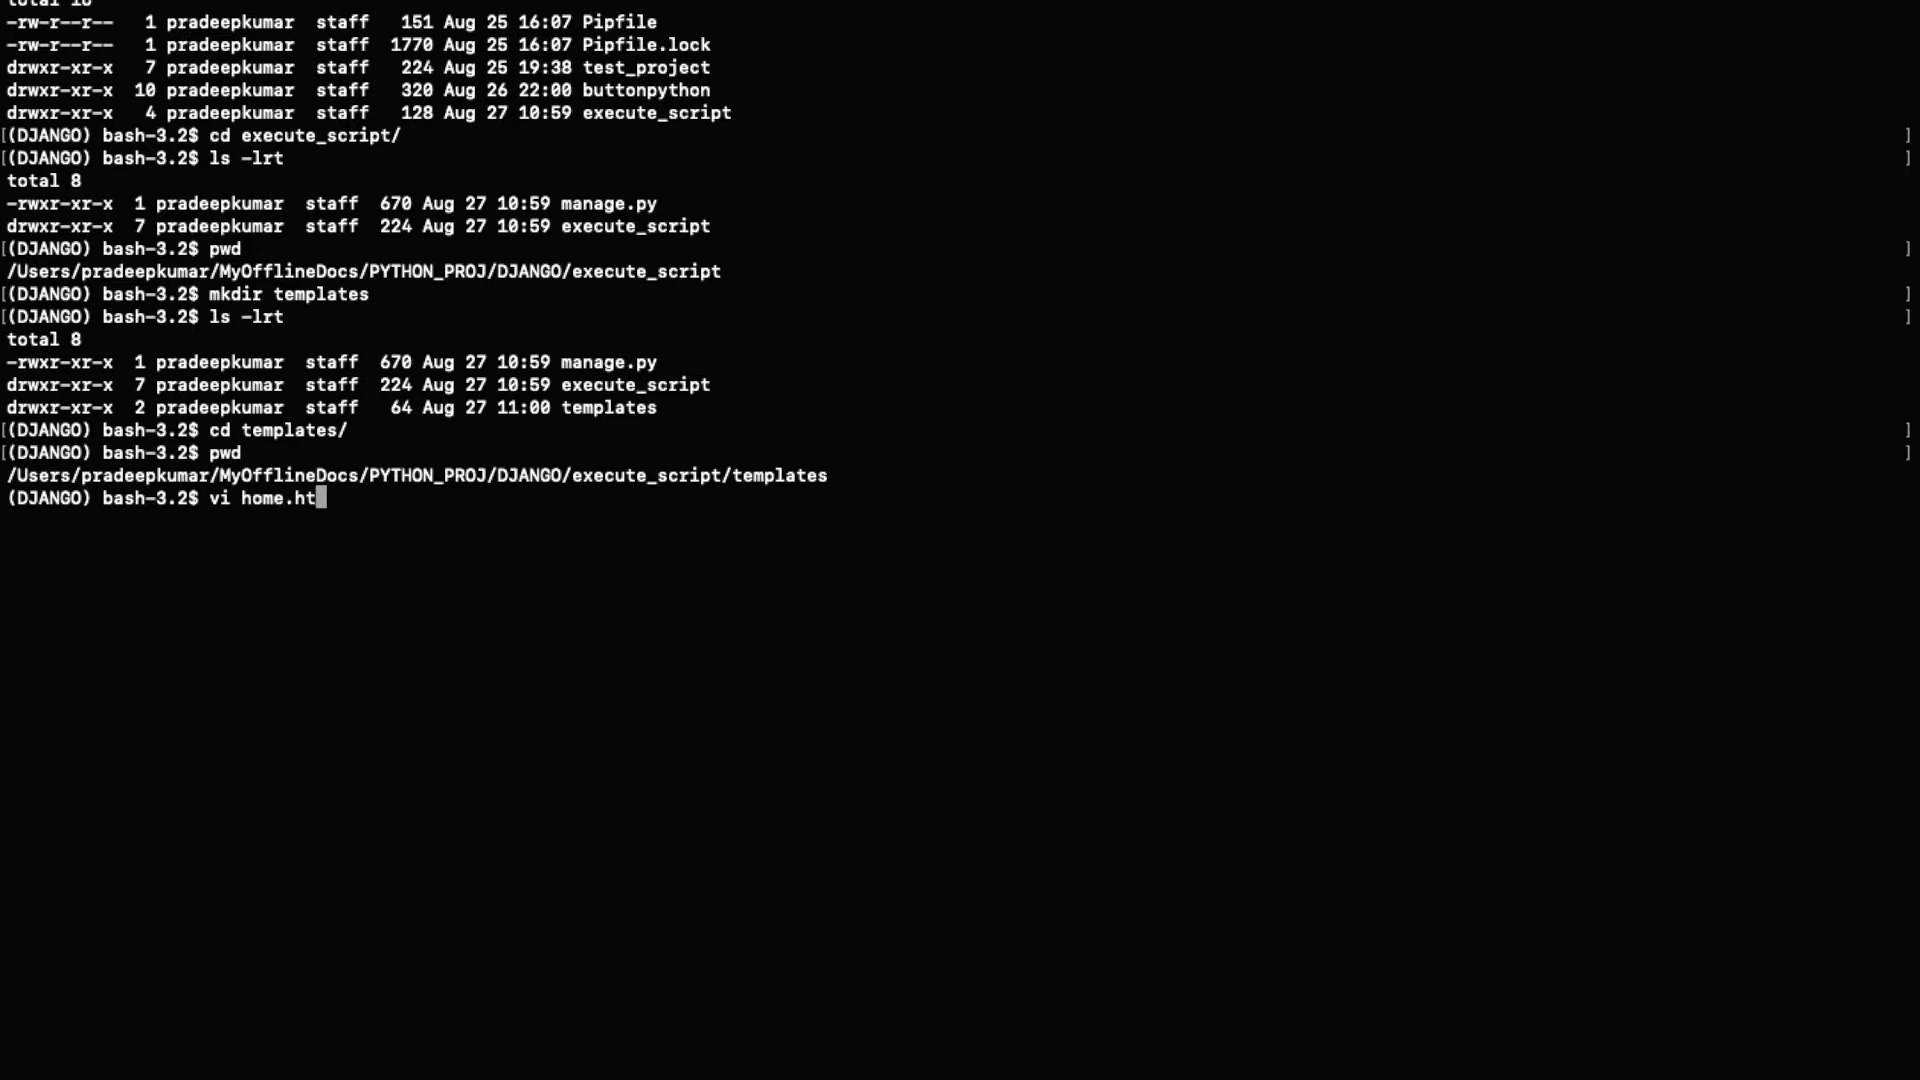 total 16
-rw-r--r--   1 pradeepkumar  staff   151 Aug 25 16:07 Pipfile
-rw-r--r--   1 pradeepkumar  staff  1770 Aug 25 16:07 Pipfile.lock
drwxr-xr-x   7 pradeepkumar  staff   224 Aug 25 19:38 test_project
drwxr-xr-x  10 pradeepkumar  staff   320 Aug 26 22:00 buttonpython
drwxr-xr-x   4 pradeepkumar  staff   128 Aug 27 10:59 execute_script
[(DJANGO) bash-3.2$ cd execute_script/ ]
[(DJANGO) bash-3.2$ ls -lrt ]
total 8
-rwxr-xr-x  1 pradeepkumar  staff  670 Aug 27 10:59 manage.py
drwxr-xr-x  7 pradeepkumar  staff  224 Aug 27 10:59 execute_script
[(DJANGO) bash-3.2$ pwd ]
/Users/pradeepkumar/MyOfflineDocs/PYTHON_PROJ/DJANGO/execute_script
[(DJANGO) bash-3.2$ mkdir templates ]
[(DJANGO) bash-3.2$ ls -lrt ]
total 8
-rwxr-xr-x  1 pradeepkumar  staff  670 Aug 27 10:59 manage.py
drwxr-xr-x  7 pradeepkumar  staff  224 Aug 27 10:59 execute_script
drwxr-xr-x  2 pradeepkumar  staff   64 Aug 27 11:00 templates
[(DJANGO) bash-3.2$ cd templates/ ]
[(DJANGO) bash-3.2$ pwd ]
/Users/pradeepkumar/MyOfflineDocs/PYTHON_PROJ/DJANGO/execute_script/templates
(DJANGO) bash-3.2$ vi home.ht